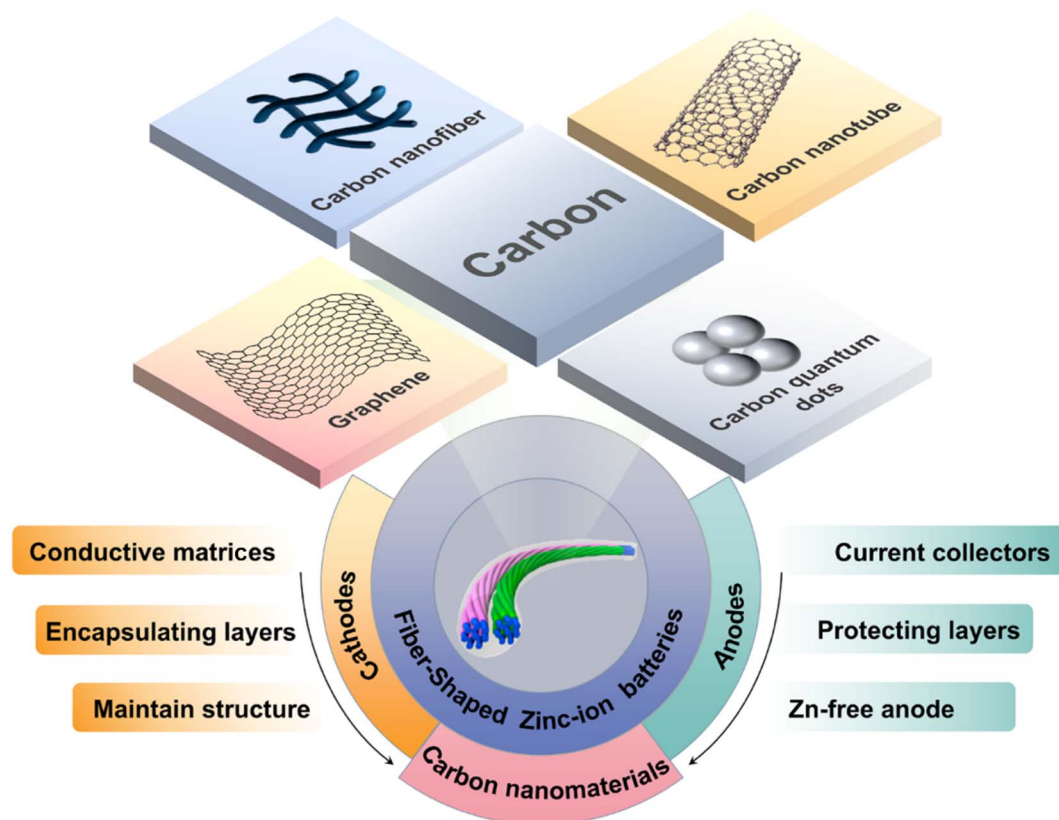 Carbon nanofiber
Carbon nanotube
Carbon
Graphene
Carbon quantum
dots
Conductive matrices
Encapsulating layers
Maintain structure
Cathodes
Fiber-Shaped Zinc-ion batteries
Carbon nanomaterials
Anodes
Current collectors
Protecting layers
Zn-free anode